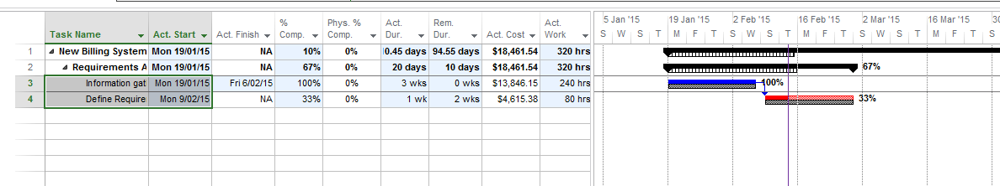 5 Jan '15 19 Jan '15 2 Feb '15 16 Feb '15 2 Mar '15 16 Mar '15 30
Task Name Act. Start Act. Finish % Comp. Phys. % Comp. Act. Dur. Rem. Dur. Act. Cost Act. Work S W S T M F T S W S T M F T S W S T M F T S
1 New Billing System Mon 19/01/15 NA 10% 0% 0.45 days 94.55 days $18,461.54 320 hrs
2 Requirements A Mon 19/01/15 NA 67% 0% 20 days 10 days $18,461.54 320 hrs 67%
3 Information gat Mon 19/01/15 Fri 6/02/15 100% 0% 3 wks 0 wks $13,846.15 240 hrs 100%
4 Define Require Mon 9/02/15 NA 33% 0% 1 wk 2 wks $4,615.38 80 hrs 33%